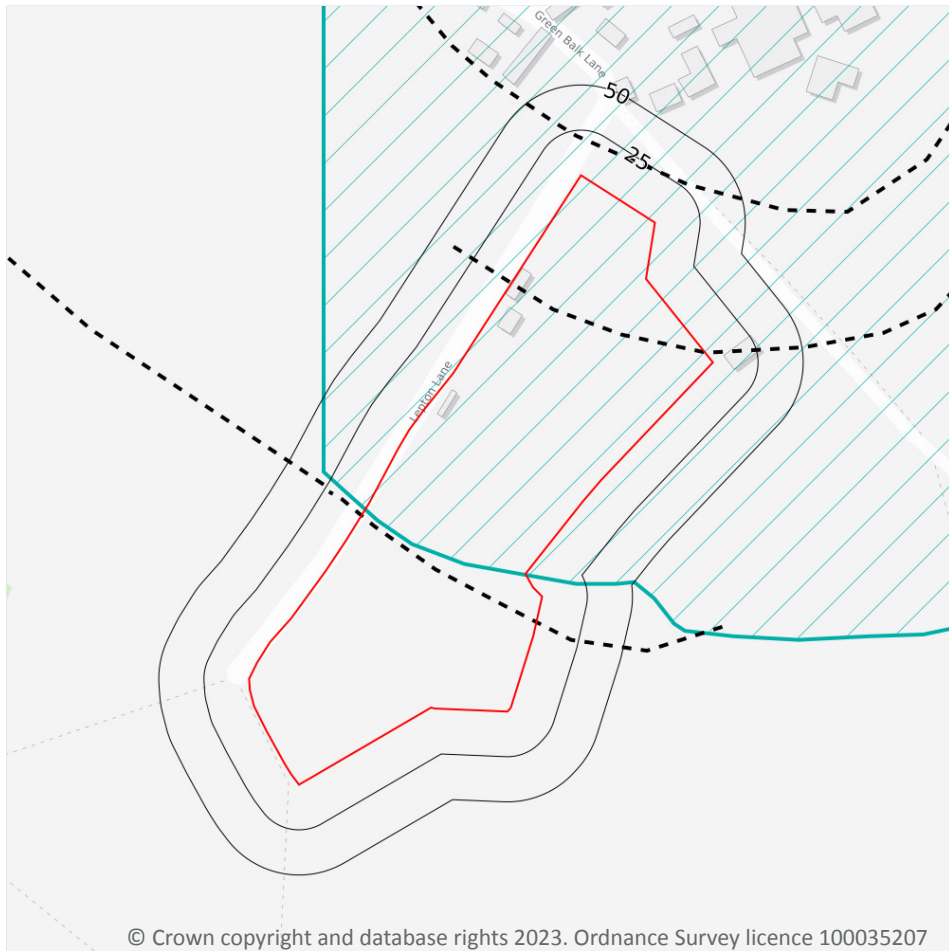 Green Balk Lane
50
25
Lepton Lane
© Crown copyright and database rights 2023. Ordnance Survey licence 100035207